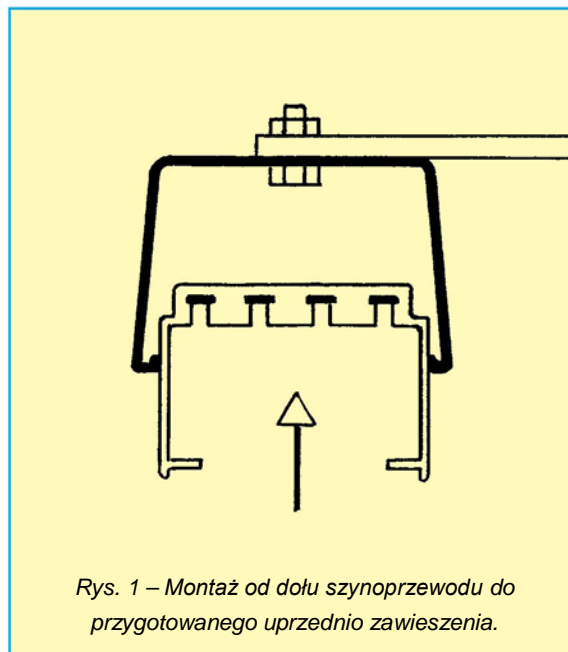 Rys. 1 – Montaż od dołu szynoprzewodu do
przygotowanego uprzednio zawieszenia.